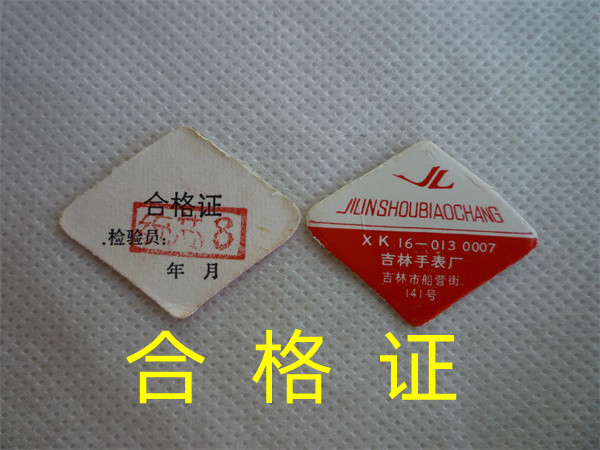 合格证
检验员:
8
年 月
JL
JILINSHOUBIAOCHANG
XK 16-013 0007
吉林手表厂
吉林市船营街
141号
合格证